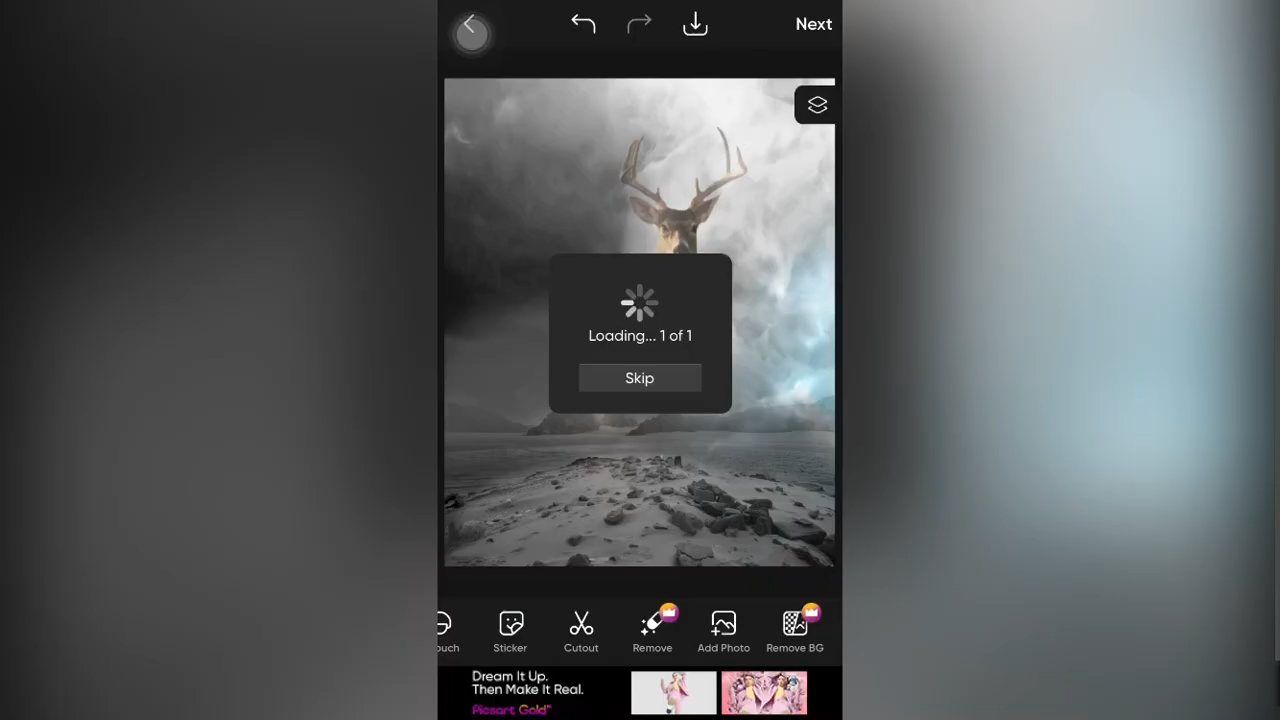 Next
Loading... 1 of 1
Skip
ouch
Sticker
Cutout
Remove
Add Photo
Remove BG
Dream It Up.
Then Make It Real.
Picsart Gold™